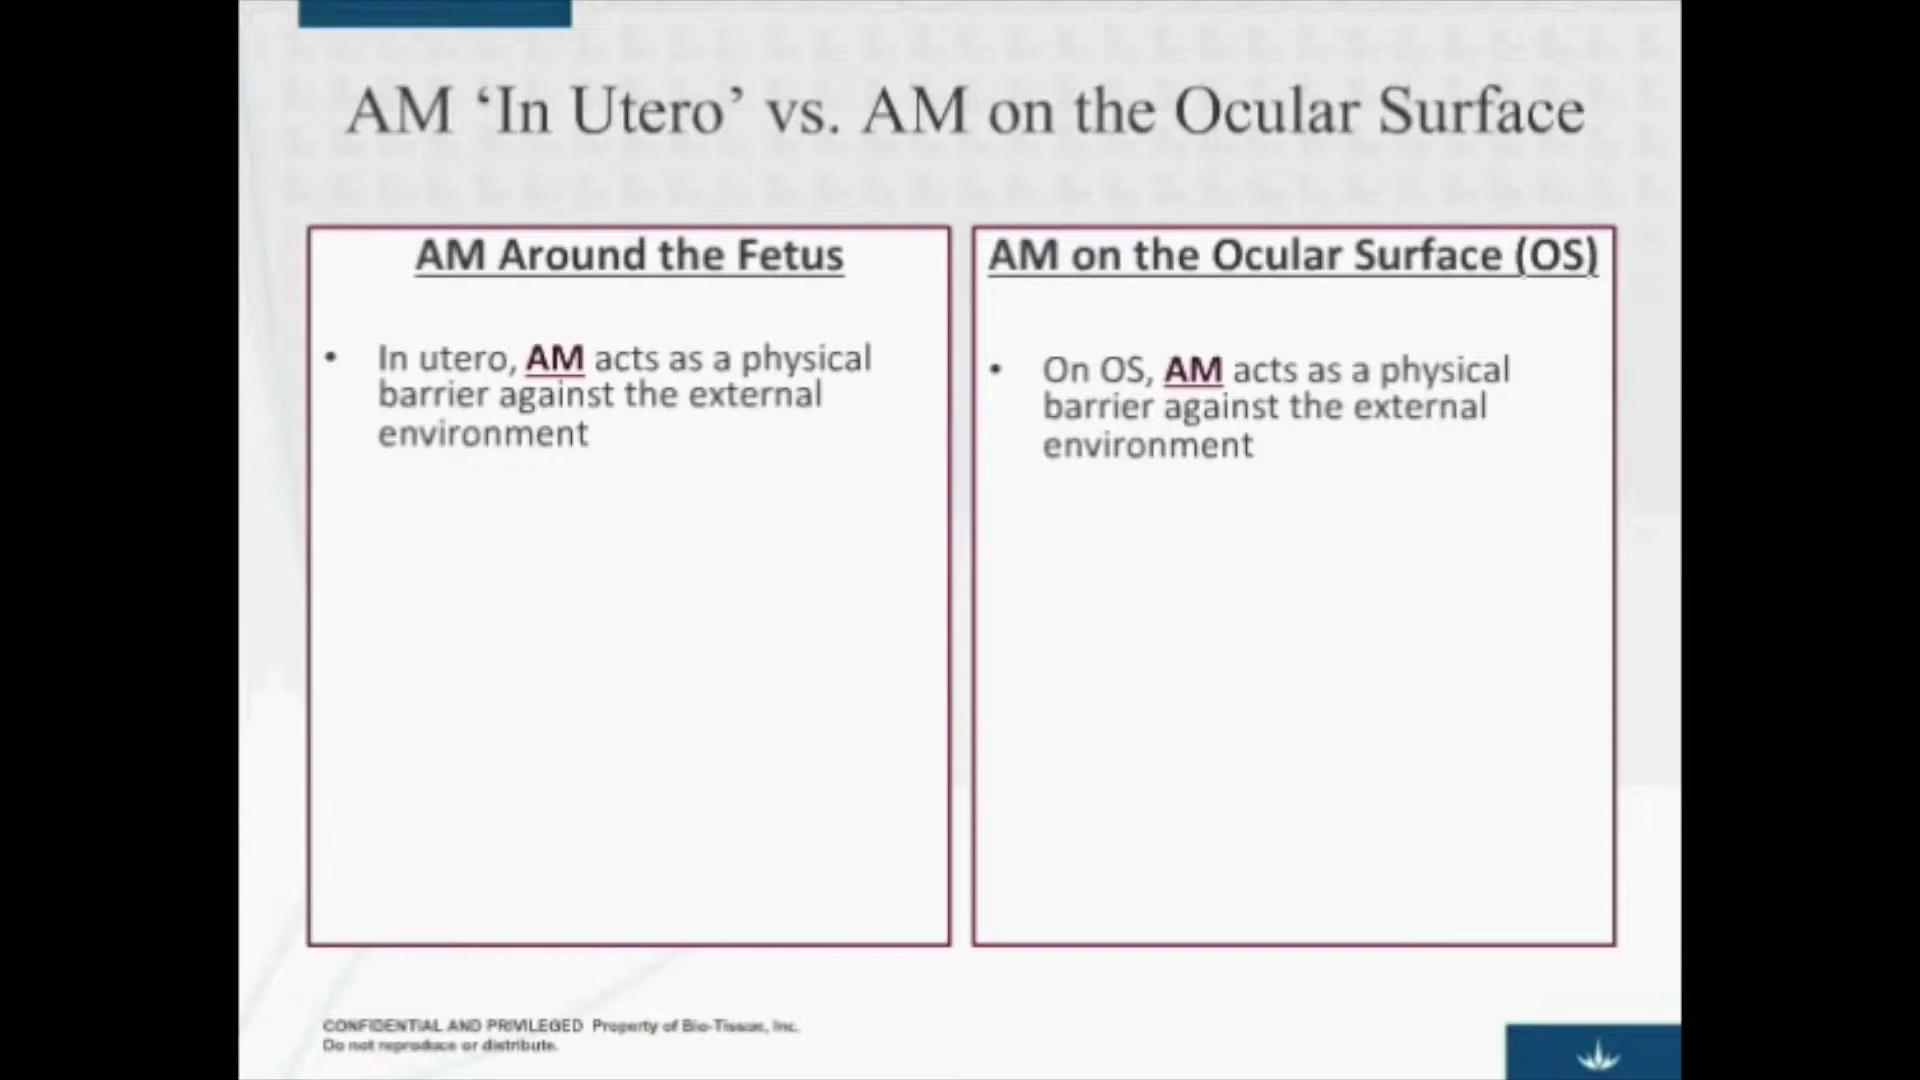 AM ‘In Utero’ vs. AM on the Ocular Surface
AM Around the Fetus
• In utero, AM acts as a physical
barrier against the external
environment
AM on the Ocular Surface (OS)
• On OS, AM acts as a physical
barrier against the external
environment
CONFIDENTIAL AND PRIVILEGED Property of Bio-Tissue, Inc.
Do not reproduce or distribute.